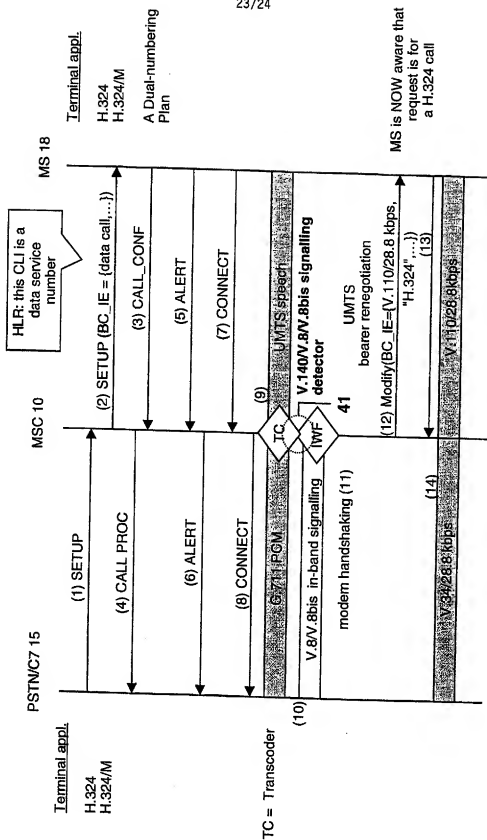 23/24
Terminal appl.
H.324
H.324/M
PSTN/C7 15
MSC 10
HLR: this CLI is a
data service
number
MS 18
Terminal appl.
H.324
H.324/M
A Dual-numbering
Plan
(1) SETUP
(2) SETUP (BC_IE = {data call,...})
(3) CALL_CONF
(4) CALL PROC
(5) ALERT
(6) ALERT
(7) CONNECT
(8) CONNECT
(9)
TC = Transcoder
G.711 PCM
TC
UMTS speech
(10)
V.8/V.8bis in-band signalling
IWF
V.140/V.8/V.8bis signalling
detector
41
modem handshaking (11)
UMTS
bearer renegotiation
(12) Modify(BC_IE={V.110/28.8 kbps,
"H.324",...})
(13)
MS is NOW aware that
request is for
a H.324 call
(14)
V.34/28.8 kbps
V.110/28.8kbps